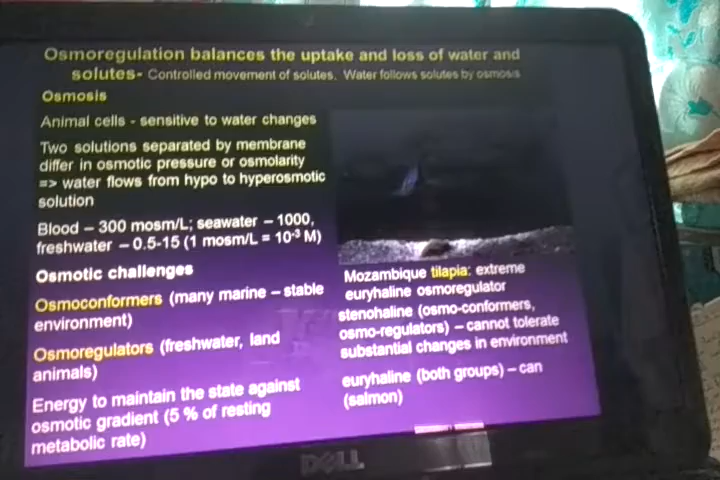 Osmoregulation balances the uptake and loss of water and
solutes- Controlled movement of solutes. Water follows solutes by osmosis
Osmosis
Animal cells - sensitive to water changes
Two solutions separated by membrane
differ in osmotic pressure or osmolarity
=> water flows from hypo to hyperosmotic
solution
Blood – 300 mosm/L; seawater – 1000,
freshwater – 0.5-15 (1 mosm/L = 10⁻³ M)
Osmotic challenges
Osmoconformers (many marine – stable
environment)
Osmoregulators (freshwater, land
animals)
Energy to maintain the state against
osmotic gradient (5 % of resting
metabolic rate)
Mozambique tilapia: extreme
euryhaline osmoregulator
stenohaline (osmo-conformers,
osmo-regulators) – cannot tolerate
substantial changes in environment
euryhaline (both groups) – can
(salmon)
DELL